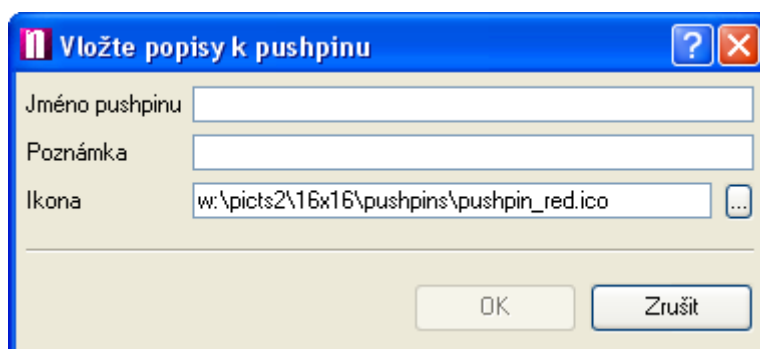 Vložte popisy k pushpinu
Jméno pushpinu
Poznámka
Ikona w:\picts2\16x16\pushpins\pushpin_red.ico ...
OK Zrušit